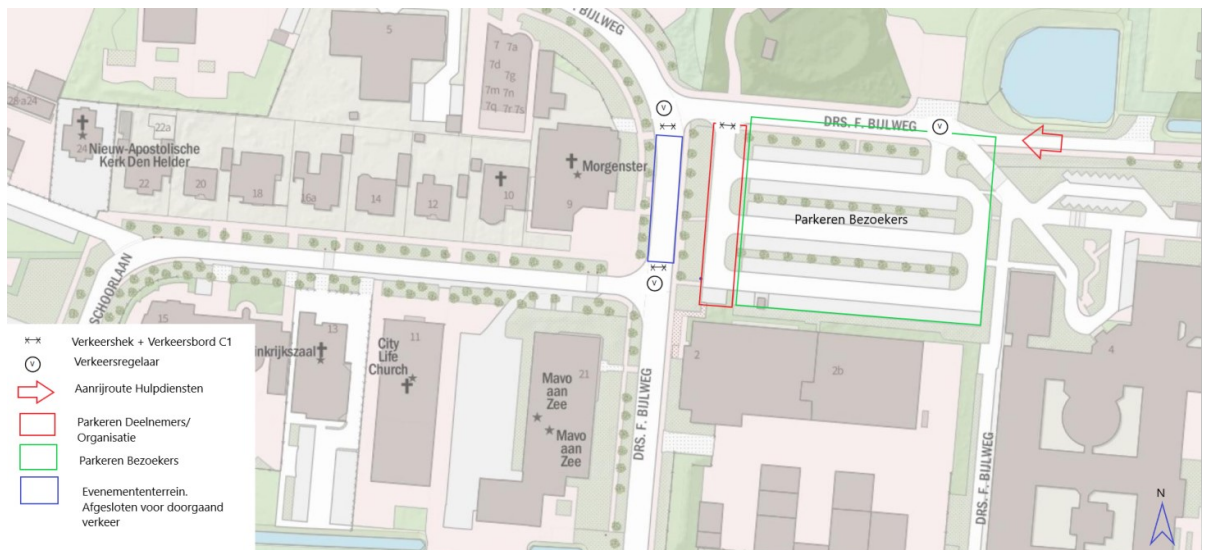 5
BIJLWEG
7 7a
7d
7g
7m 7n
7q 7r 7s
22a
24
Nieuw-Apostolische
Kerk Den Helder
22
20
18
16a
14
12
10
Morgenster
9
V
DRS. F. BIJLWEG
V
Parkeren Bezoekers
V
SCHOORLAAN
15
13
inkrijkszaal
City
Life
Church
11
Mavo
aan
Zee
21
Mavo
aan
Zee
DRS. F. BIJLWEG
2
2b
4
DRS. F. BIJLWEG
N
Verkeershek + Verkeersbord C1
V
Verkeersregelaar
Aanrijroute Hulpdiensten
Parkeren Deelnemers/
Organisatie
Parkeren Bezoekers
Evenemententerrein.
Afgesloten voor doorgaand
verkeer